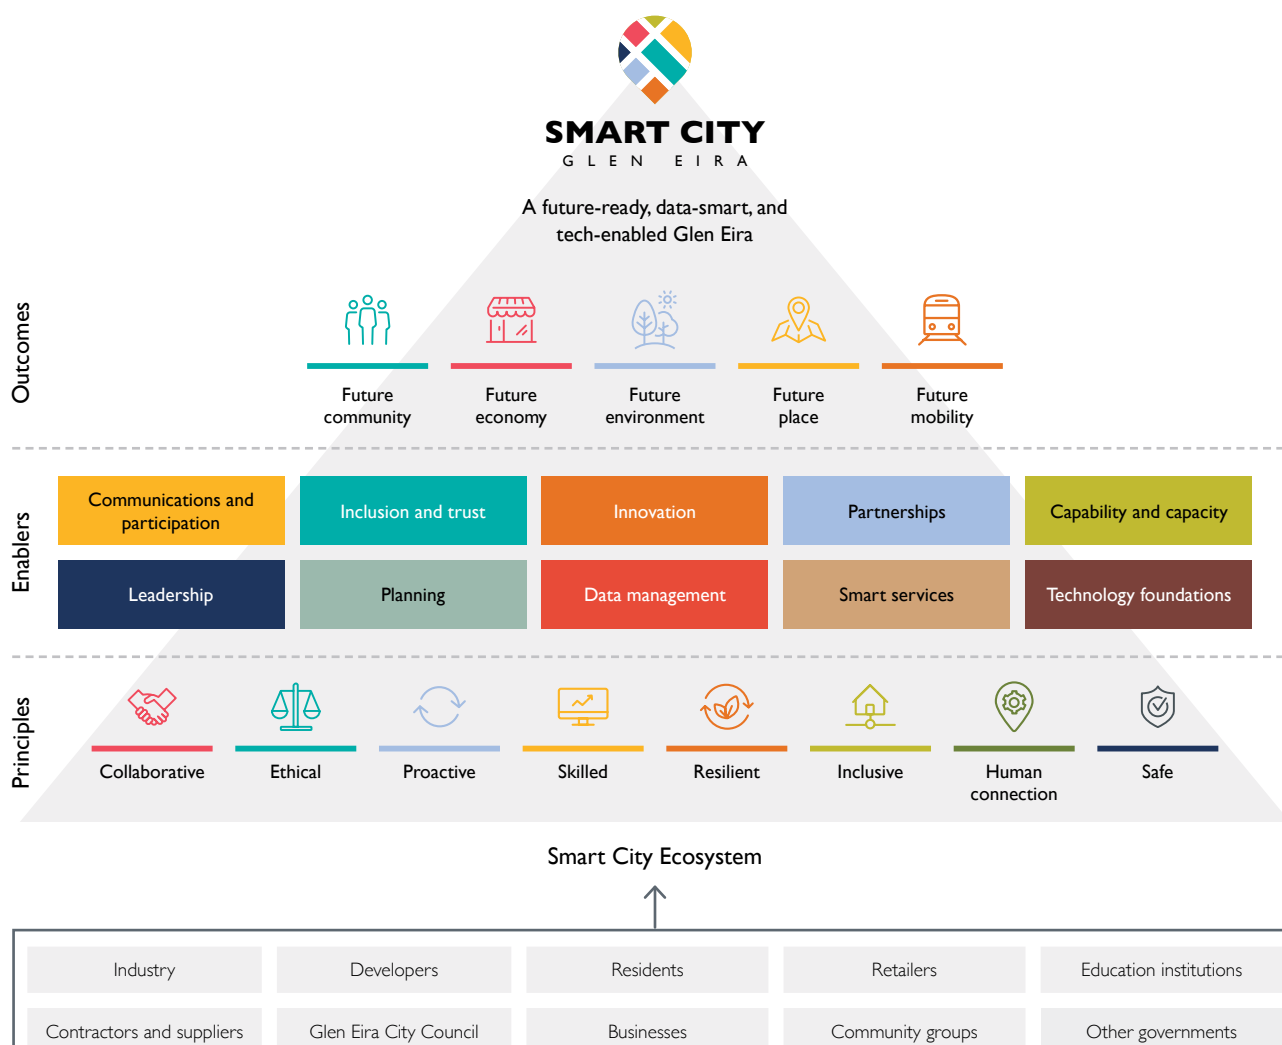 SMART CITY
GLEN EIRA
A future-ready, data-smart, and
tech-enabled Glen Eira
Outcomes
Future
community
Future
economy
Future
environment
Future
place
Future
mobility
Enablers
Communications and
participation
Inclusion and trust
Innovation
Partnerships
Capability and capacity
Leadership
Planning
Data management
Smart services
Technology foundations
Principles
Collaborative
Ethical
Proactive
Skilled
Resilient
Inclusive
Human
connection
Safe
Smart City Ecosystem
Industry
Developers
Residents
Retailers
Education institutions
Contractors and suppliers
Glen Eira City Council
Businesses
Community groups
Other governments